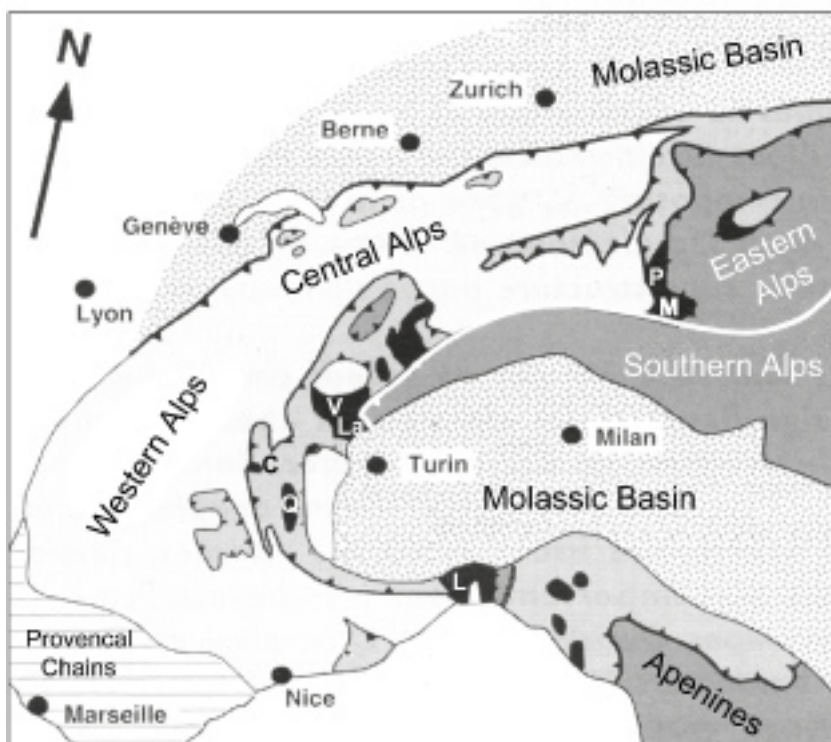 N
Molassic Basin
Zurich
Berne
Genève
Central Alps
Eastern
Alps
P
M
Lyon
Southern Alps
Western Alps
V
La
Milan
C
Turin
Q
Molassic Basin
L
Provencal
Chains
Apenines
Nice
Marseille